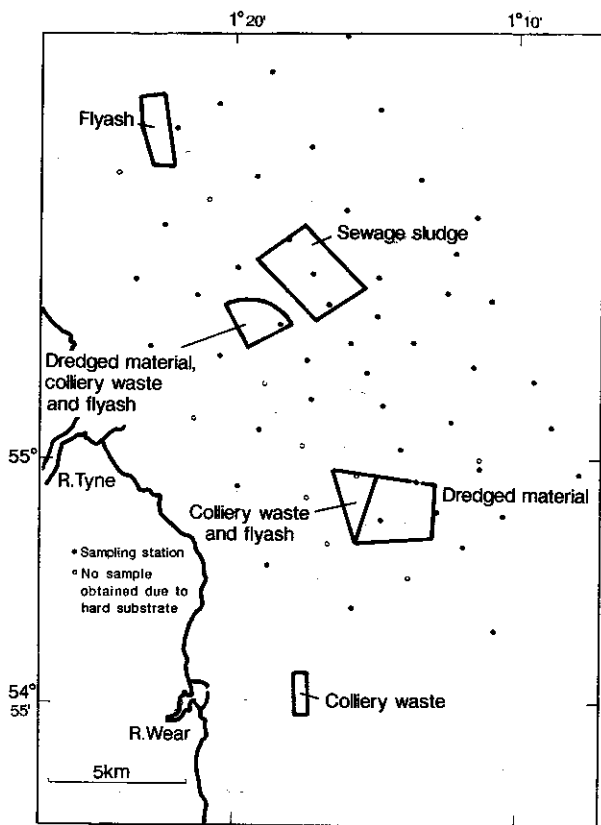 1° 20'
1° 10'
Flyash
Sewage sludge
Dredged material,
colliery waste
and flyash
55°
R.Tyne
Colliery waste
and flyash
Dredged material
• Sampling station
° No sample
obtained due to
hard substrate
54°
55'
Colliery waste
R.Wear
5km